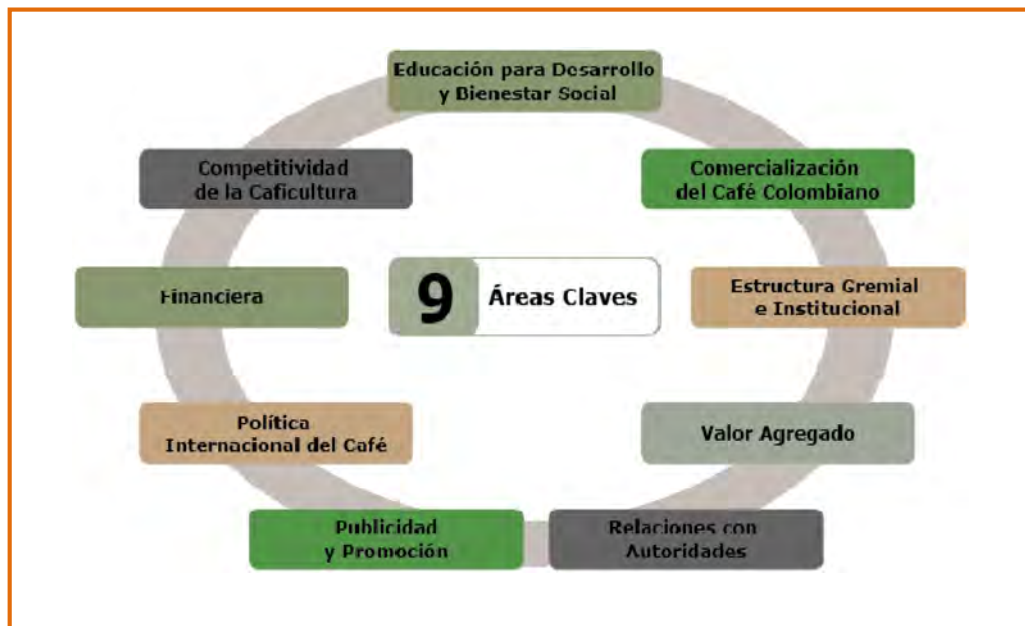 Educación para Desarrollo
y Bienestar Social
Competitividad
de la Caficultura
Comercialización
del Café Colombiano
Financiera
9
Áreas Claves
Estructura Gremial
e Institucional
Política
Internacional del Café
Valor Agregado
Publicidad
y Promoción
Relaciones con
Autoridades